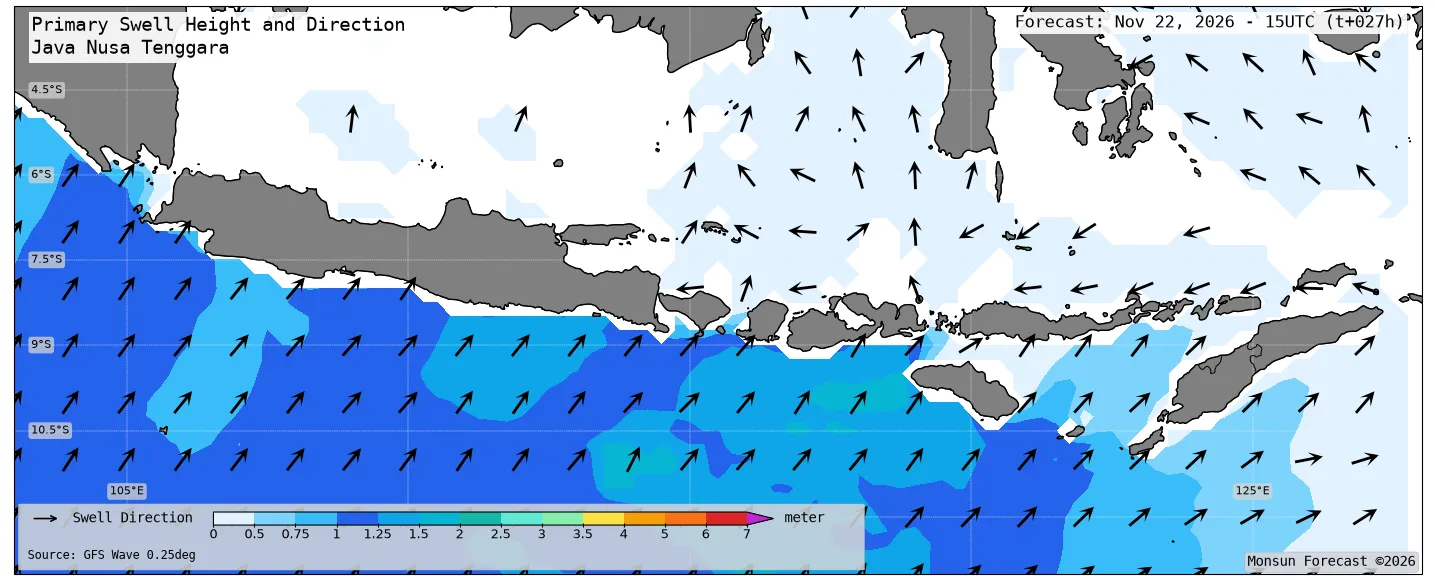 Primary Swell Height and Direction
Java Nusa Tenggara
Forecast: Nov 22, 2026 - 15UTC (t+027h)
4.5°S
6°S
7.5°S
9°S
10.5°S
105°E
125°E
Swell Direction
0 0.5 0.75 1 1.25 1.5 2 2.5 3 3.5 4 5 6 7
meter
Source: GFS Wave 0.25deg
Monsun Forecast ©2026